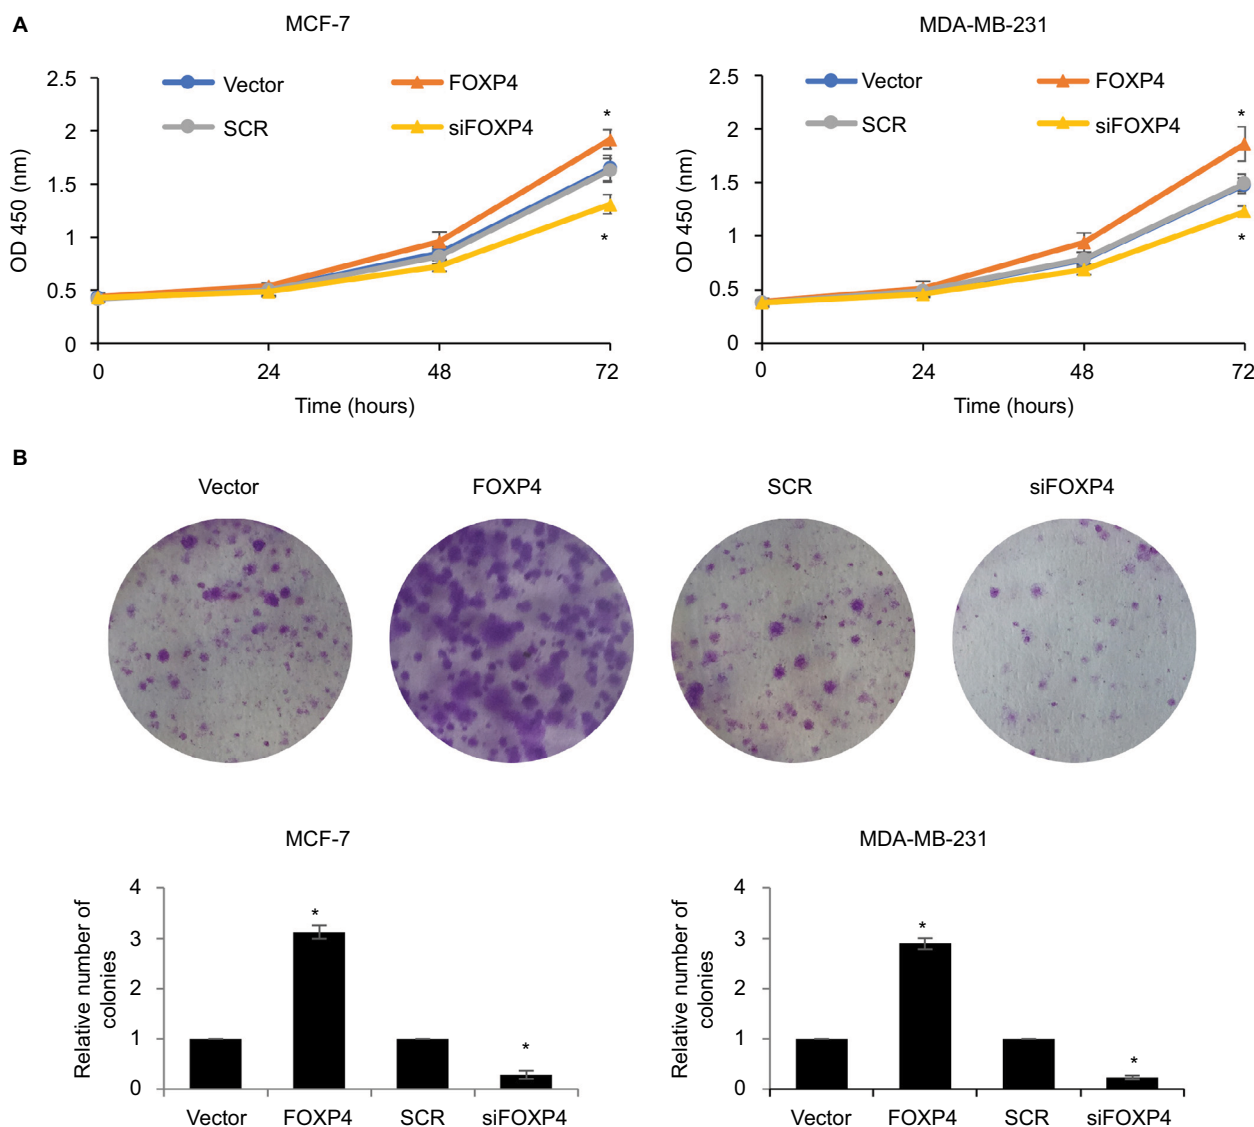 A
MCF-7
MDA-MB-231
Vector
FOXP4
SCR
siFOXP4
OD 450 (nm)
2.5
2
1.5
1
0.5
0
0
24
48
72
Time (hours)
*
*
Vector
FOXP4
SCR
siFOXP4
OD 450 (nm)
2.5
2
1.5
1
0.5
0
0
24
48
72
Time (hours)
*
*
B
Vector
FOXP4
SCR
siFOXP4
MCF-7
Relative number of
colonies
4
3
2
1
0
*
*
Vector
FOXP4
SCR
siFOXP4
MDA-MB-231
Relative number of
colonies
4
3
2
1
0
*
*
Vector
FOXP4
SCR
siFOXP4